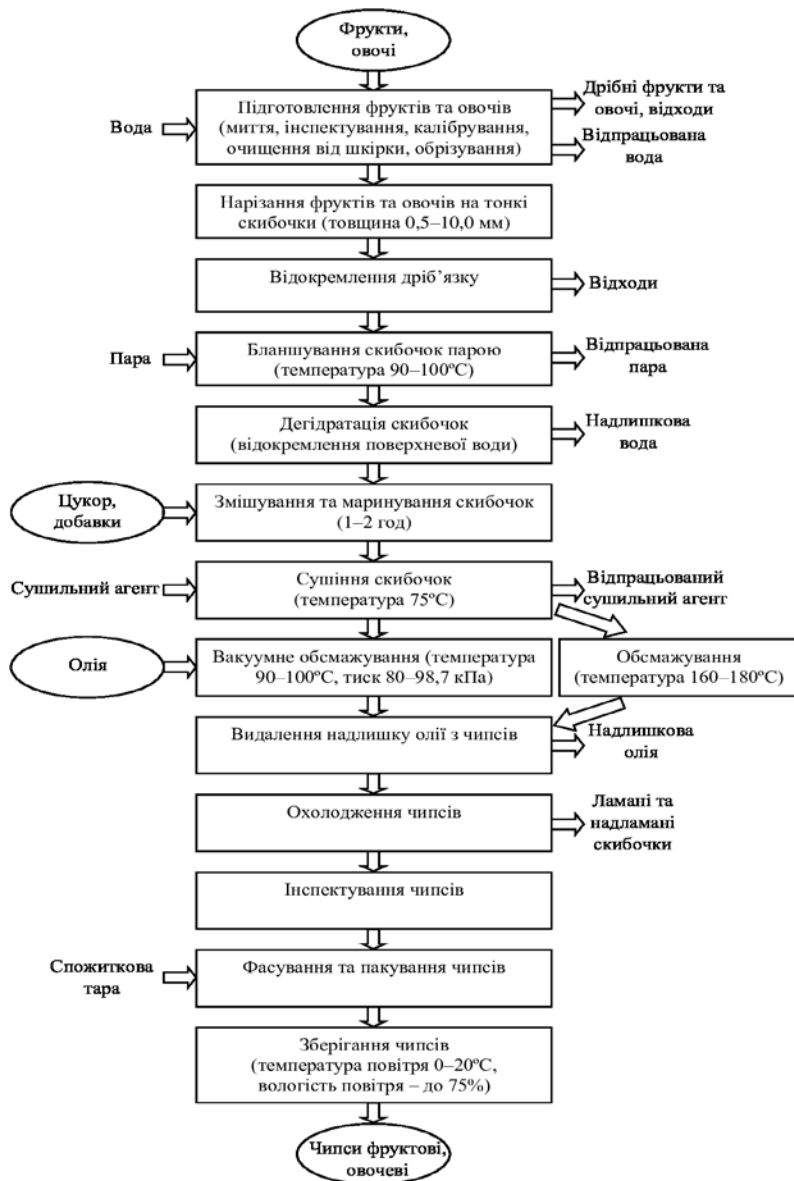 Фрукти,
овочі
Вода
Підготовлення фруктів та овочів
(миття, інспектування, калібрування,
очищення від шкірки, обрізування)
Дрібні фрукти та
овочі, відходи
Відпрацьована
вода
Нарізання фруктів та овочів на тонкі
скибочки (товщина 0,5–10,0 мм)
Відокремлення дріб’язку
Відходи
Пара
Бланшування скибочок парою
(температура 90–100ºС)
Відпрацьована
пара
Дегідратація скибочок
(відокремлення поверхневої води)
Надлишкова
вода
Цукор,
добавки
Змішування та маринування скибочок
(1–2 год)
Сушильний агент
Сушіння скибочок
(температура 75ºС)
Відпрацьований
сушильний агент
Олія
Вакуумне обсмажування (температура
90–100ºС, тиск 80–98,7 кПа)
Обсмажування
(температура 160–180ºС)
Видалення надлишку олії з чипсів
Надлишкова
олія
Охолодження чипсів
Ламані та
надламані
скибочки
Інспектування чипсів
Спожиткова
тара
Фасування та пакування чипсів
Зберігання чипсів
(температура повітря 0–20ºС,
вологість повітря – до 75%)
Чипси фруктові,
овочеві